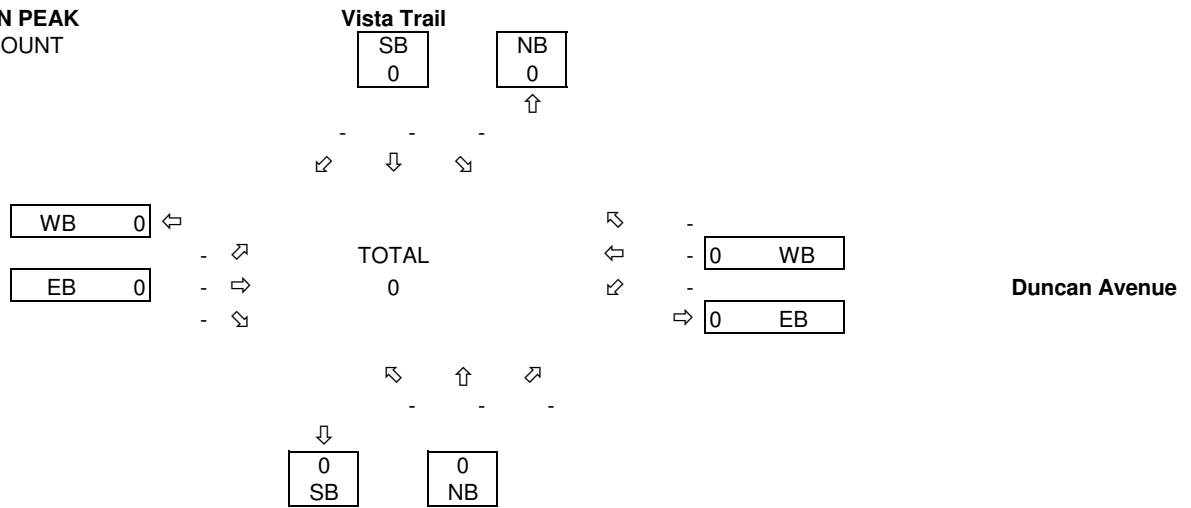 N PEAK Vista Trail
OUNT SB NB
0 0
⇧
- - -
⬃ ⇩ ⬂
WB 0 ⇦ ⬁ -
- ⬀ TOTAL ⇦ - 0 WB
EB 0 - ⇨ 0 ⬃ - Duncan Avenue
- ⬂ ⇨ 0 EB
⬁ ⇧ ⬀
- - -
⇩
0 0
SB NB